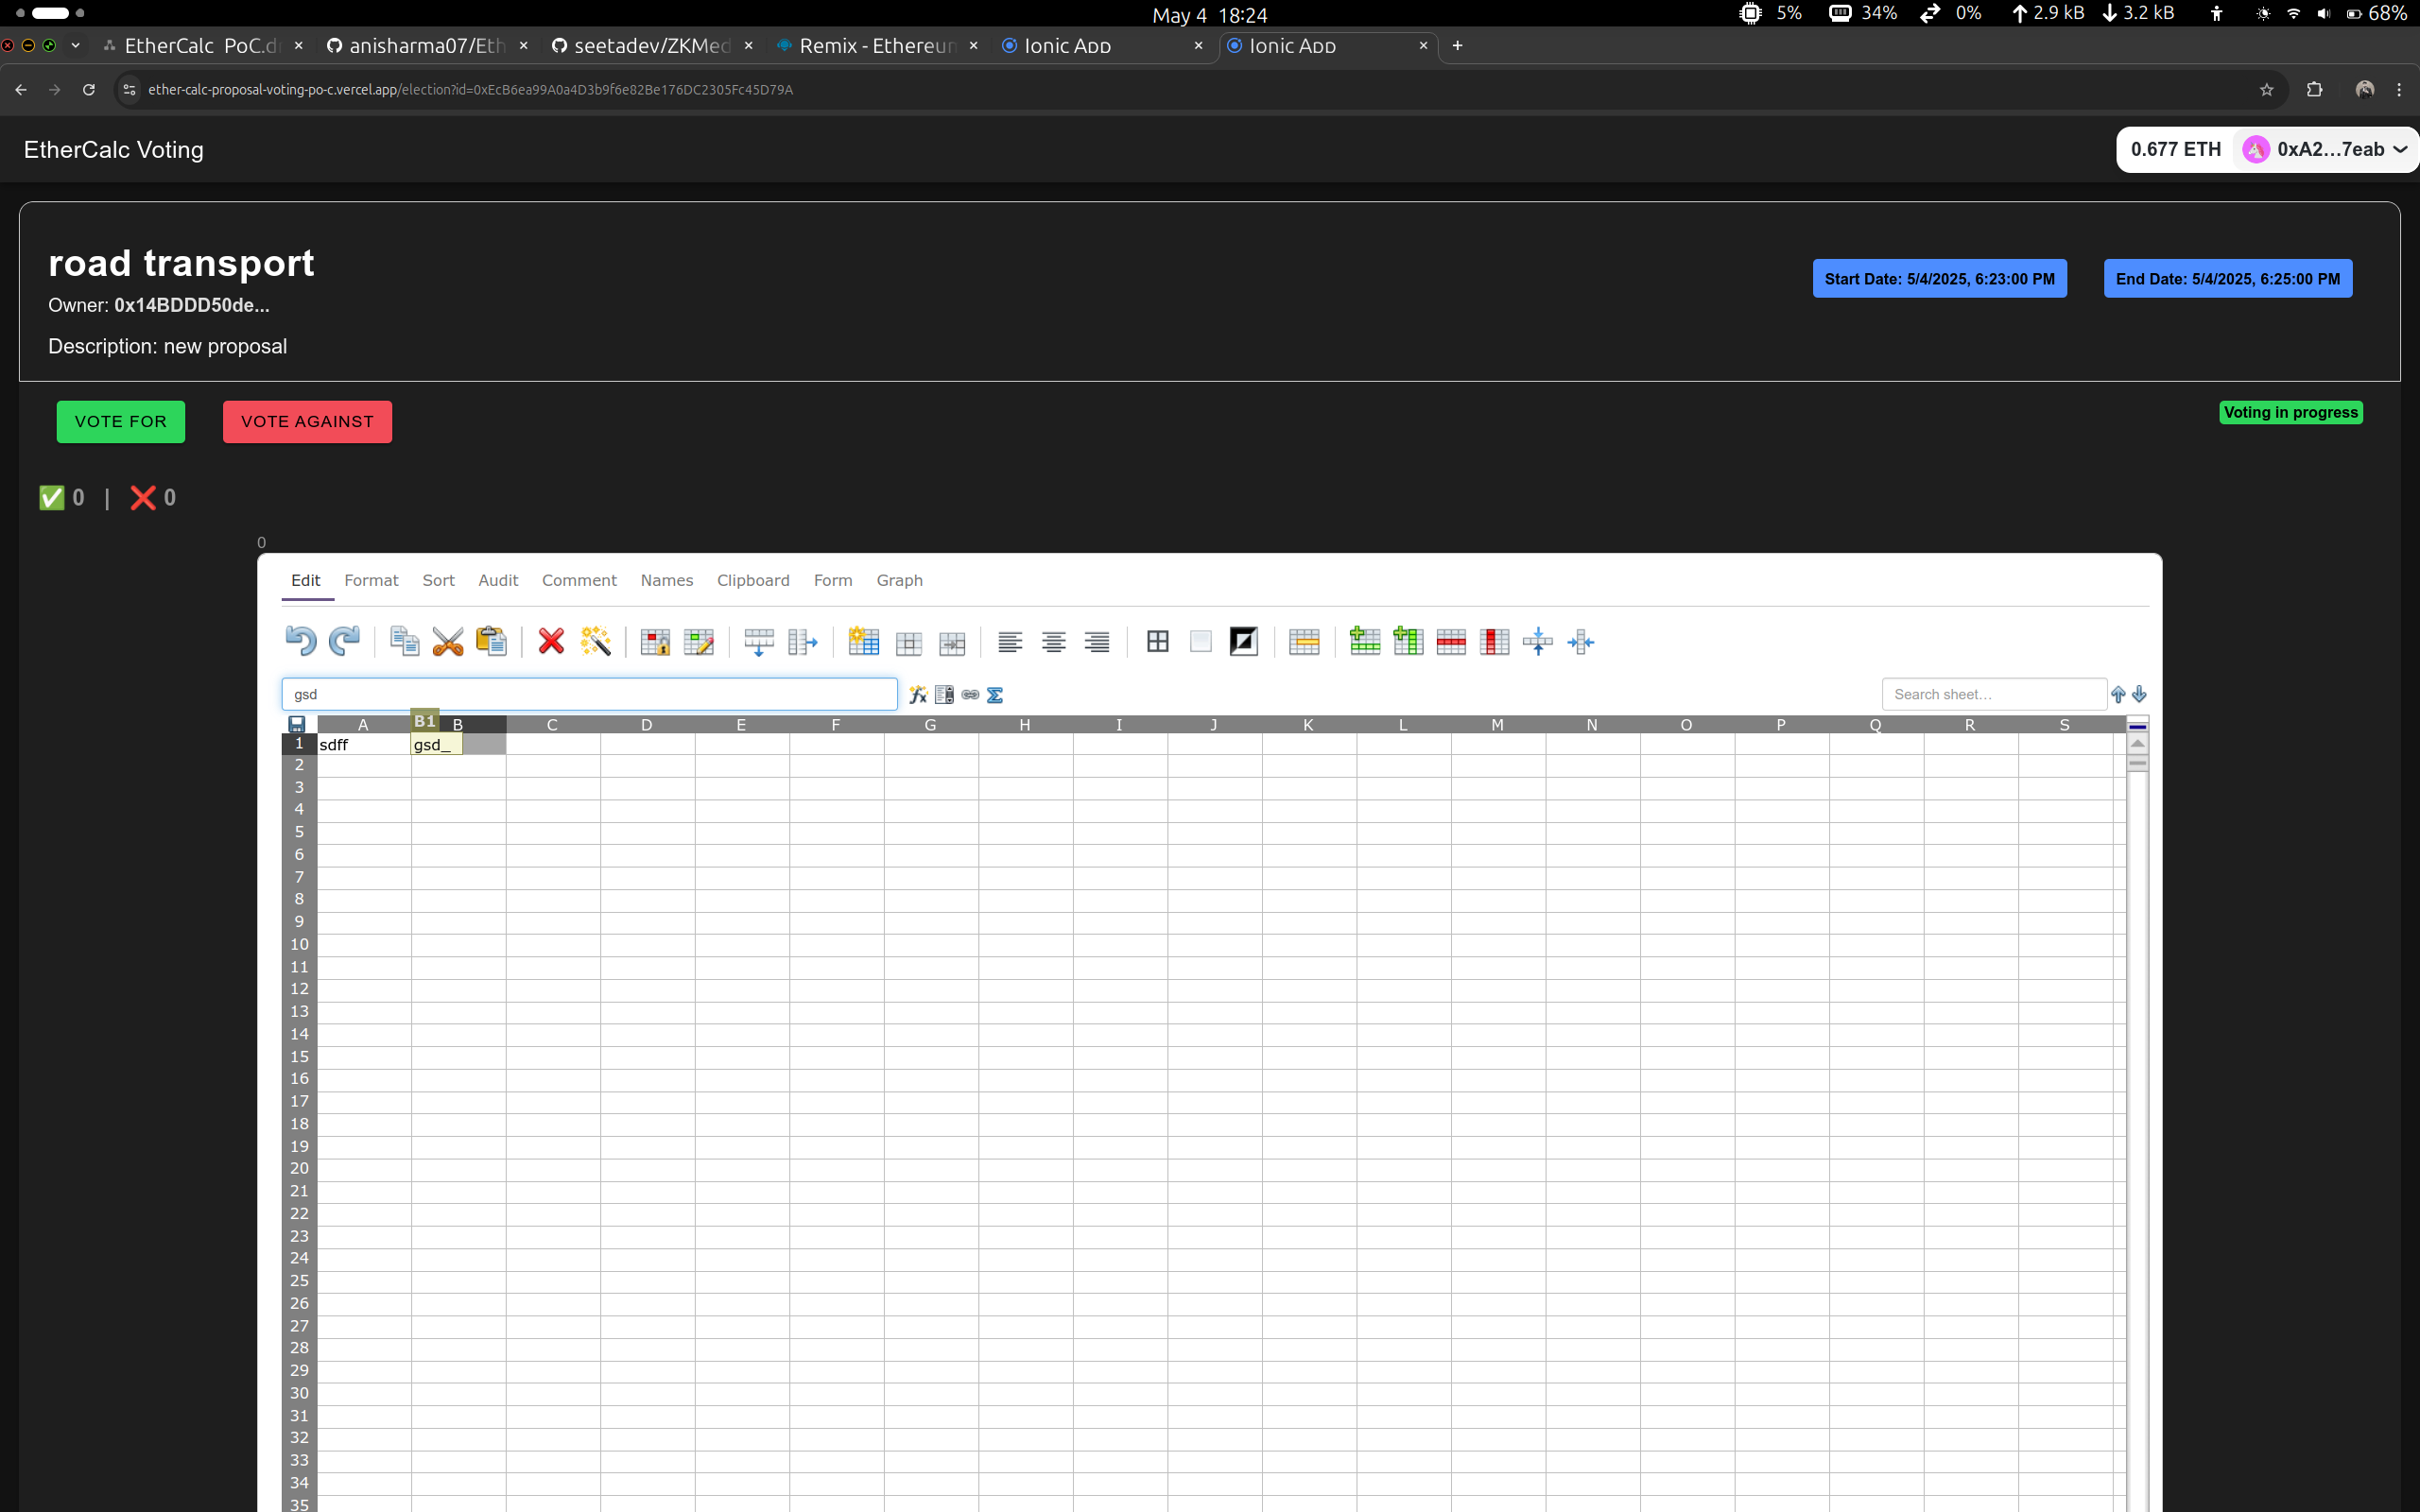 May 4 18:24
5% 34% 0% 2.9 kB 3.2 kB 68%
EtherCalc PoC.d anisharma07/Eth seetadev/ZKMed Remix - Ethereum Ionic App Ionic App
ether-calc-proposal-voting-po-c.vercel.app/election?id=0xEcB6ea99A0a4D3b9f6e82Be176DC2305Fc45D79A
EtherCalc Voting
0.677 ETH 0xA2...7eab
road transport
Start Date: 5/4/2025, 6:23:00 PM End Date: 5/4/2025, 6:25:00 PM
Owner: 0x14BDDD50de...
Description: new proposal
VOTE FOR VOTE AGAINST Voting in progress
✅ 0 | ❌ 0
0
Edit Format Sort Audit Comment Names Clipboard Form Graph
gsd
Search sheet...
B1
A B C D E F G H I J K L M N O P Q R S
1 sdff gsd_
2
3
4
5
6
7
8
9
10
11
12
13
14
15
16
17
18
19
20
21
22
23
24
25
26
27
28
29
30
31
32
33
34
35